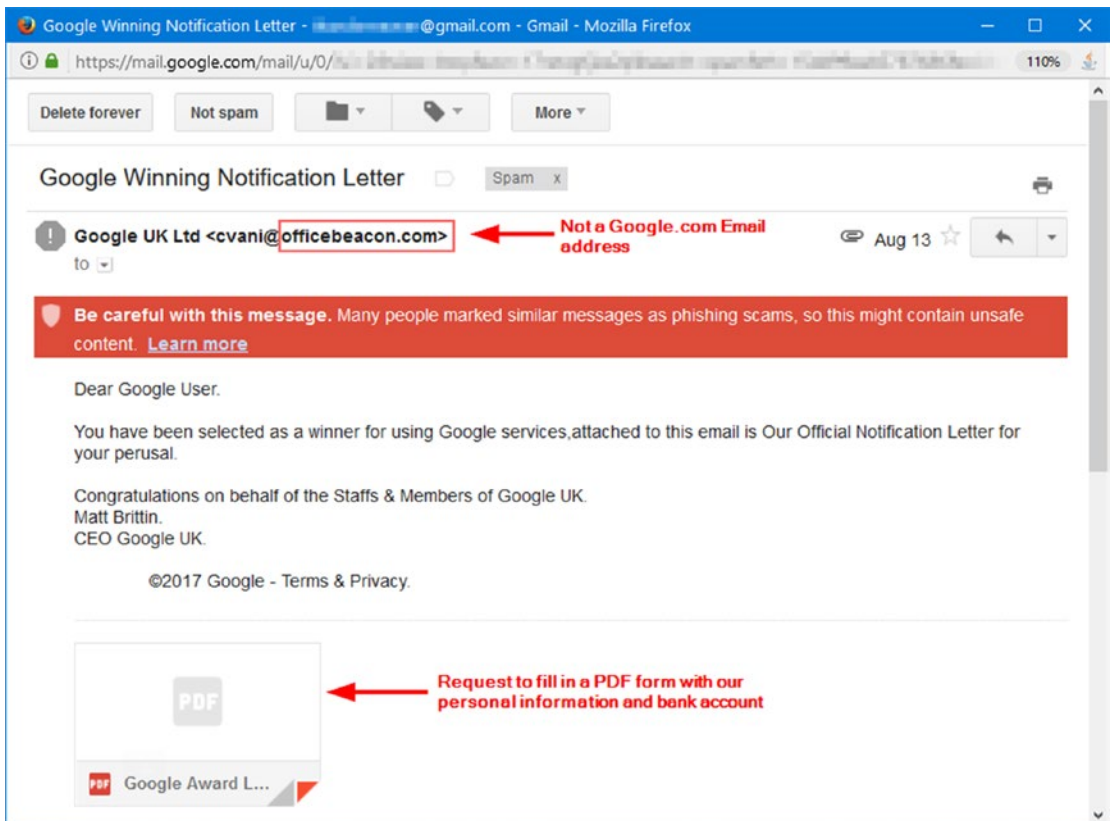 Google Winning Notification Letter - @gmail.com - Gmail - Mozilla Firefox
https://mail.google.com/mail/u/0/
110%
Delete forever
Not spam
More
Google Winning Notification Letter
Spam x
Google UK Ltd <cvani@officebeacon.com>
Not a Google.com Email
address
Aug 13
to
Be careful with this message. Many people marked similar messages as phishing scams, so this might contain unsafe
content. Learn more
Dear Google User.
You have been selected as a winner for using Google services,attached to this email is Our Official Notification Letter for
your perusal.
Congratulations on behalf of the Staffs & Members of Google UK.
Matt Brittin.
CEO Google UK.
©2017 Google - Terms & Privacy.
PDF
Request to fill in a PDF form with our
personal information and bank account
PDF Google Award L...